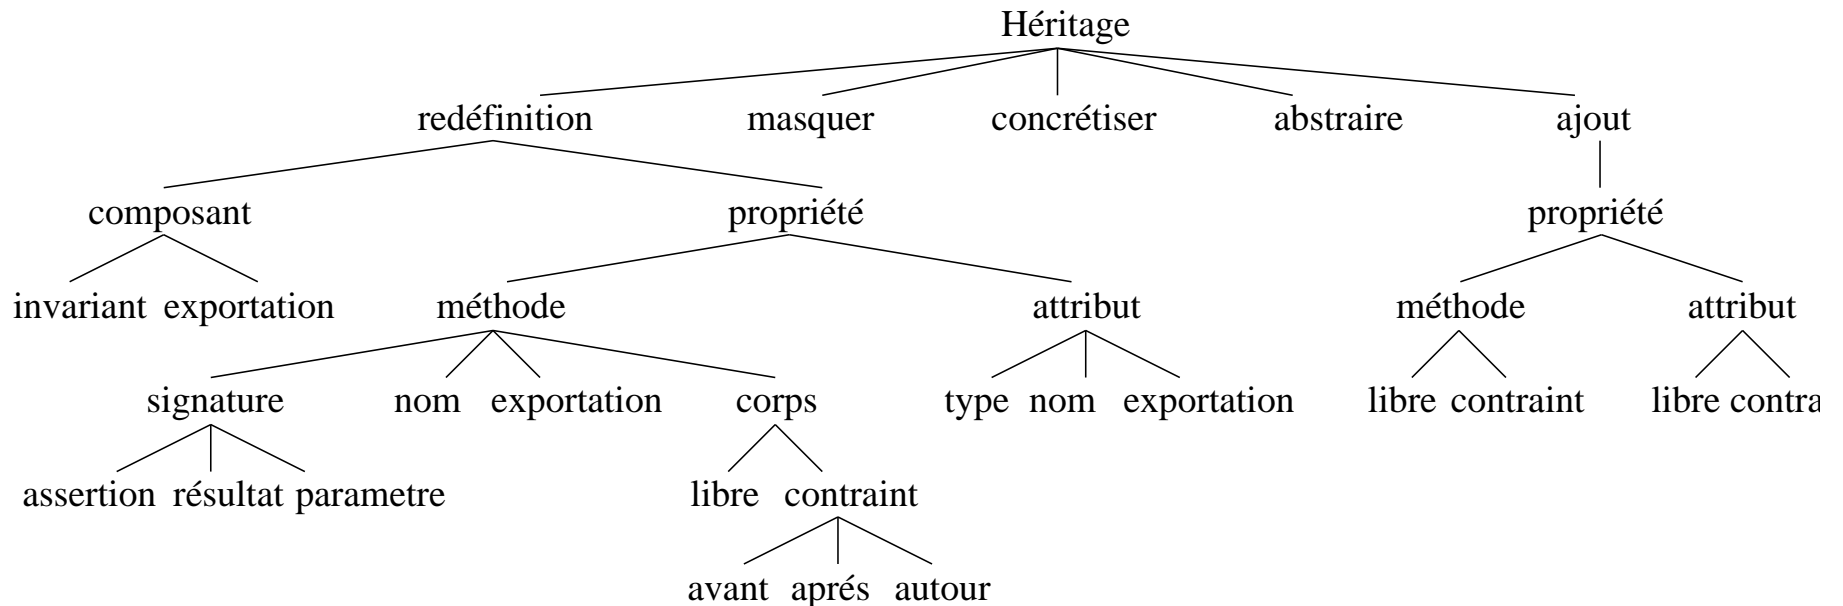 Héritage
redéfinition masquer concrétiser abstraire ajout
composant propriété propriété
invariant exportation méthode attribut méthode attribut
signature nom exportation corps type nom exportation libre contraint libre contra
assertion résultat parametre libre contraint
avant aprés autour